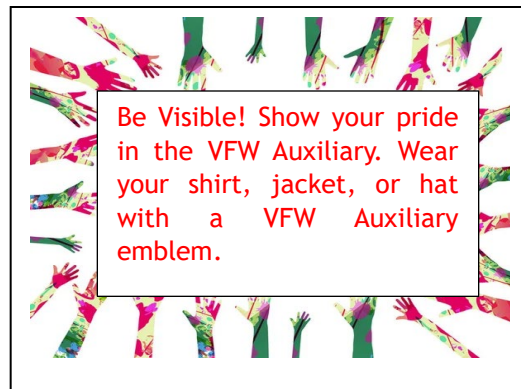 Be Visible! Show your pride
in the VFW Auxiliary. Wear
your shirt, jacket, or hat
with a VFW Auxiliary
emblem.